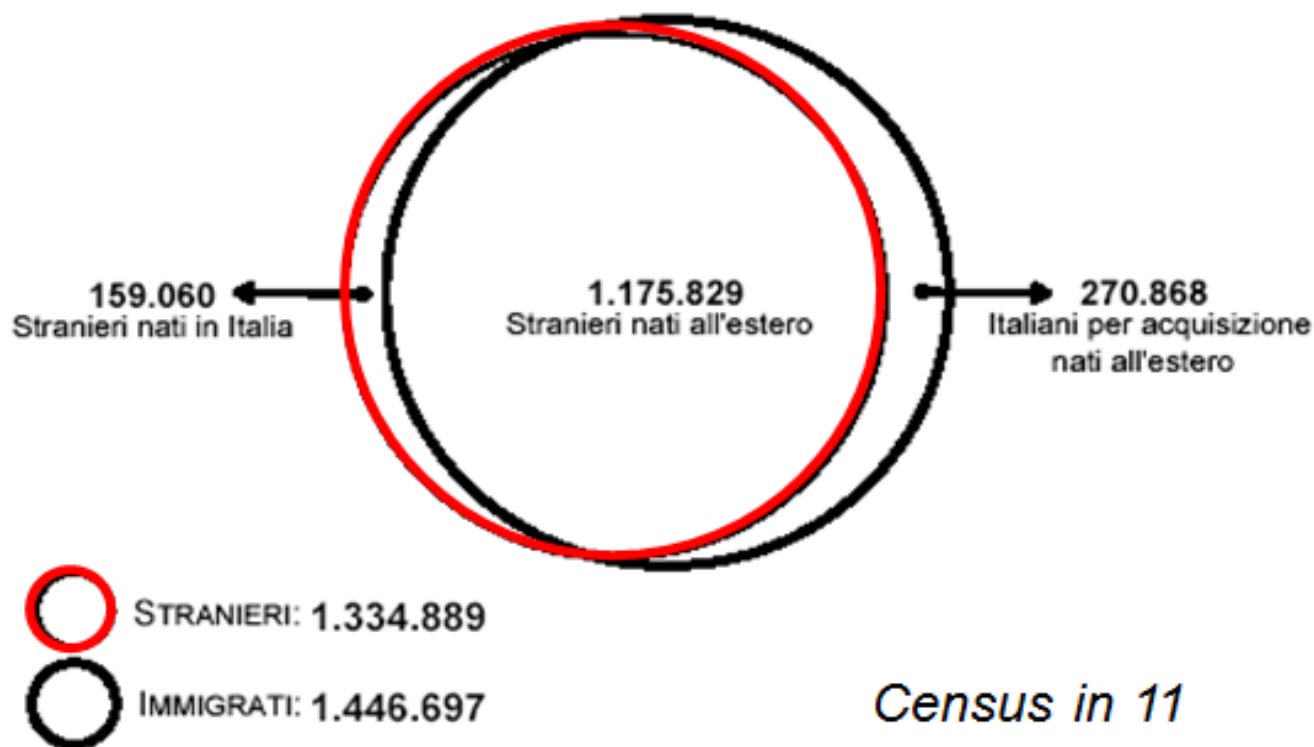 159.060
Stranieri nati in Italia
1.175.829
Stranieri nati all'estero
270.868
Italiani per acquisizione
nati all'estero
STRANIERI: 1.334.889
IMMIGRATI: 1.446.697
Census in 11